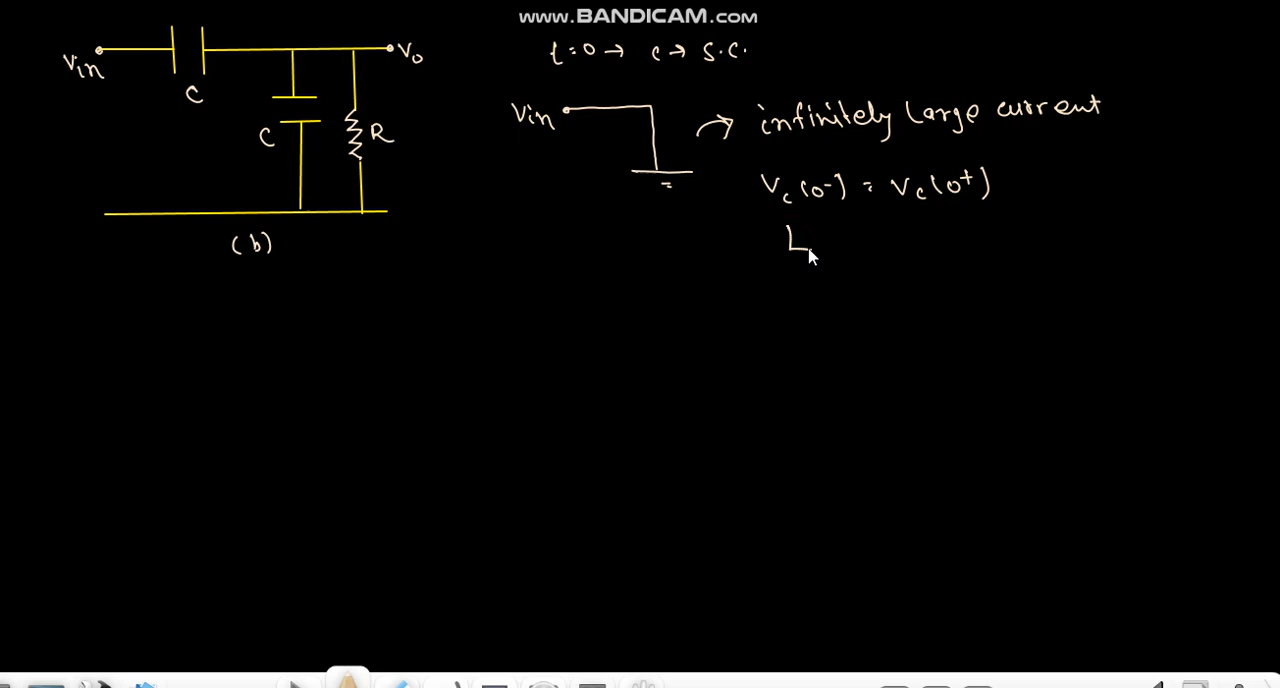 www.BANDICAM.com
t=0 → c → S.C.
Vin
C
Vo
C
R
(b)
Vin
→ infinitely large current
Vc(0-) = Vc(0+)